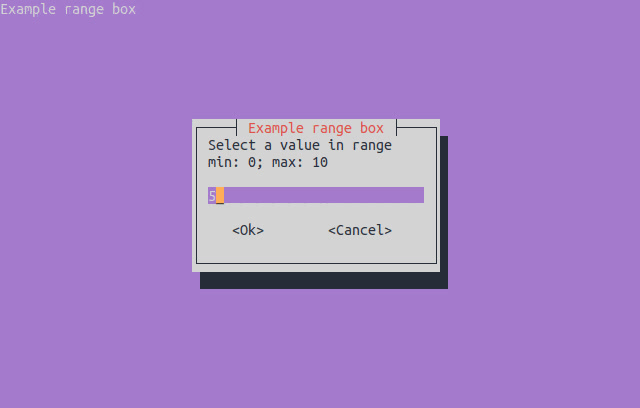 Example range box
Example range box
Select a value in range
min: 0; max: 10
5
<Ok> <Cancel>